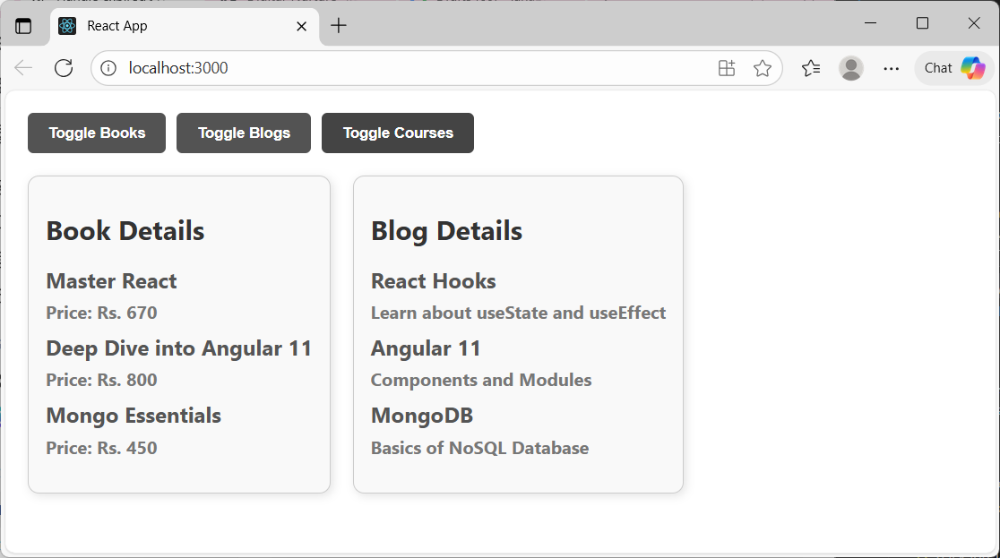 React App
localhost:3000
Chat
Toggle Books Toggle Blogs Toggle Courses
Book Details
Master React
Price: Rs. 670
Deep Dive into Angular 11
Price: Rs. 800
Mongo Essentials
Price: Rs. 450
Blog Details
React Hooks
Learn about useState and useEffect
Angular 11
Components and Modules
MongoDB
Basics of NoSQL Database